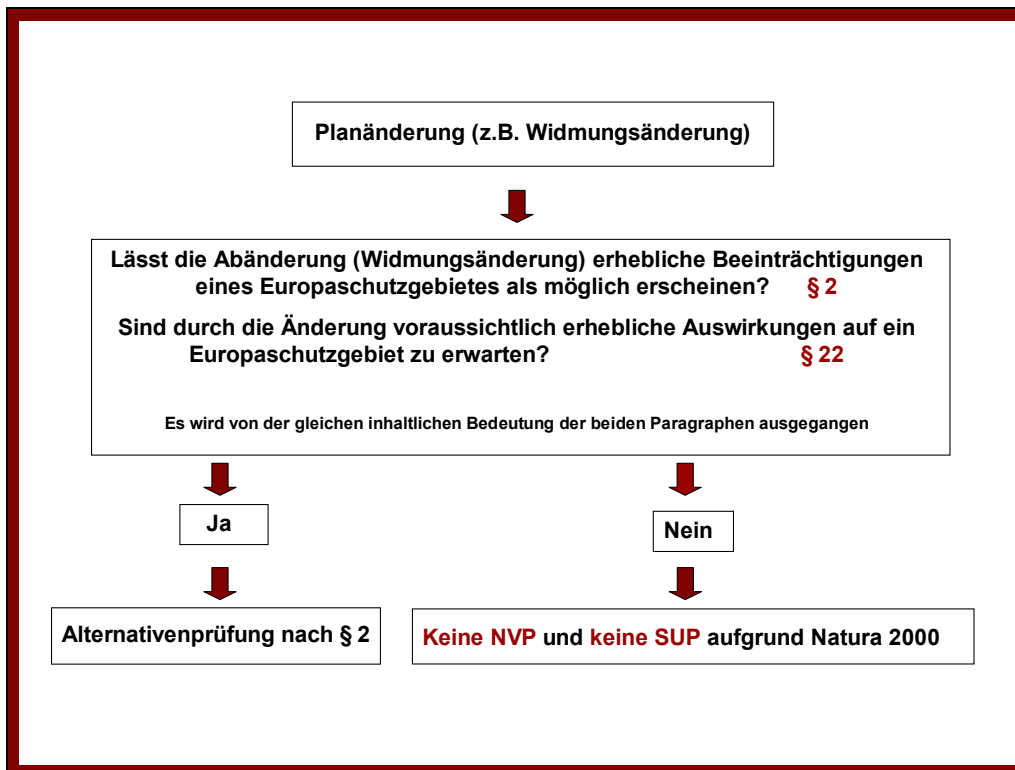 Planänderung (z.B. Widmungsänderung)
Lässt die Abänderung (Widmungsänderung) erhebliche Beeinträchtigungen
eines Europaschutzgebietes als möglich erscheinen? § 2
Sind durch die Änderung voraussichtlich erhebliche Auswirkungen auf ein
Europaschutzgebiet zu erwarten? § 22
Es wird von der gleichen inhaltlichen Bedeutung der beiden Paragraphen ausgegangen
Ja
Nein
Alternativenprüfung nach § 2
Keine NVP und keine SUP aufgrund Natura 2000